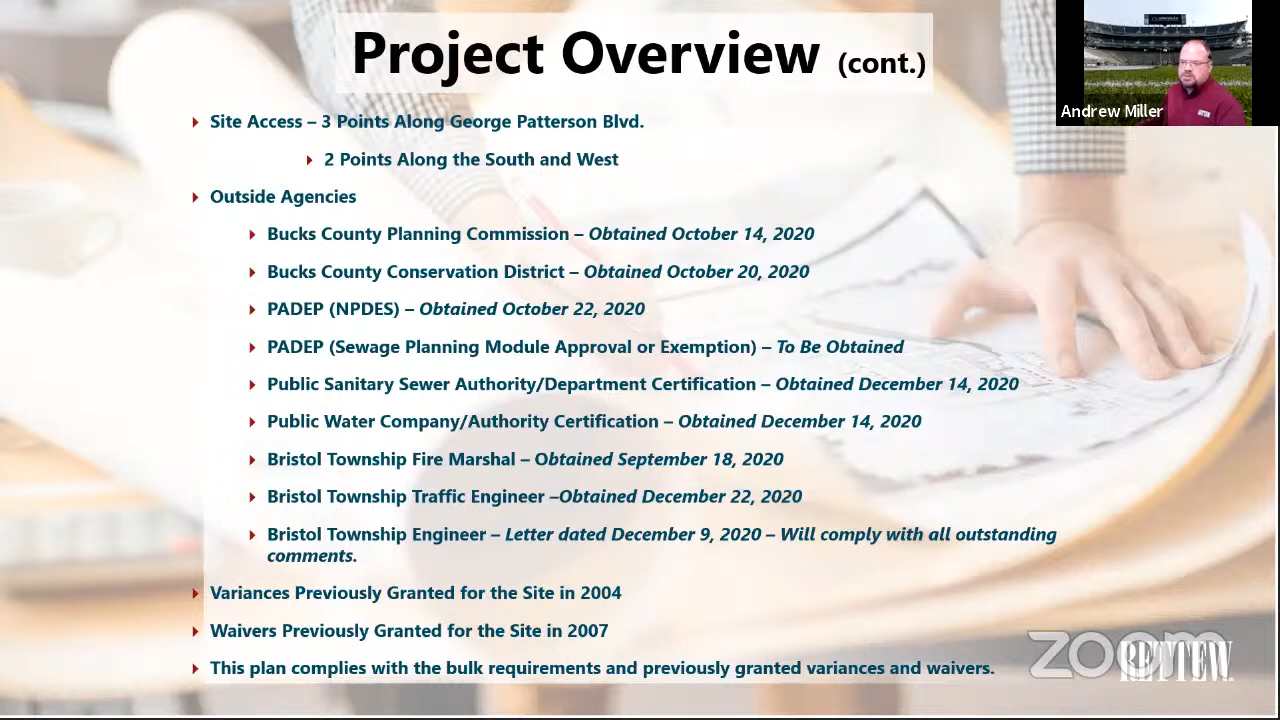 Project Overview (cont.)
Andrew Miller
Site Access – 3 Points Along George Patterson Blvd.
2 Points Along the South and West
Outside Agencies
Bucks County Planning Commission – Obtained October 14, 2020
Bucks County Conservation District – Obtained October 20, 2020
PADEP (NPDES) – Obtained October 22, 2020
PADEP (Sewage Planning Module Approval or Exemption) – To Be Obtained
Public Sanitary Sewer Authority/Department Certification – Obtained December 14, 2020
Public Water Company/Authority Certification – Obtained December 14, 2020
Bristol Township Fire Marshal – Obtained September 18, 2020
Bristol Township Traffic Engineer –Obtained December 22, 2020
Bristol Township Engineer – Letter dated December 9, 2020 – Will comply with all outstanding
comments.
Variances Previously Granted for the Site in 2004
Waivers Previously Granted for the Site in 2007
This plan complies with the bulk requirements and previously granted variances and waivers.
zoom
RETTEW